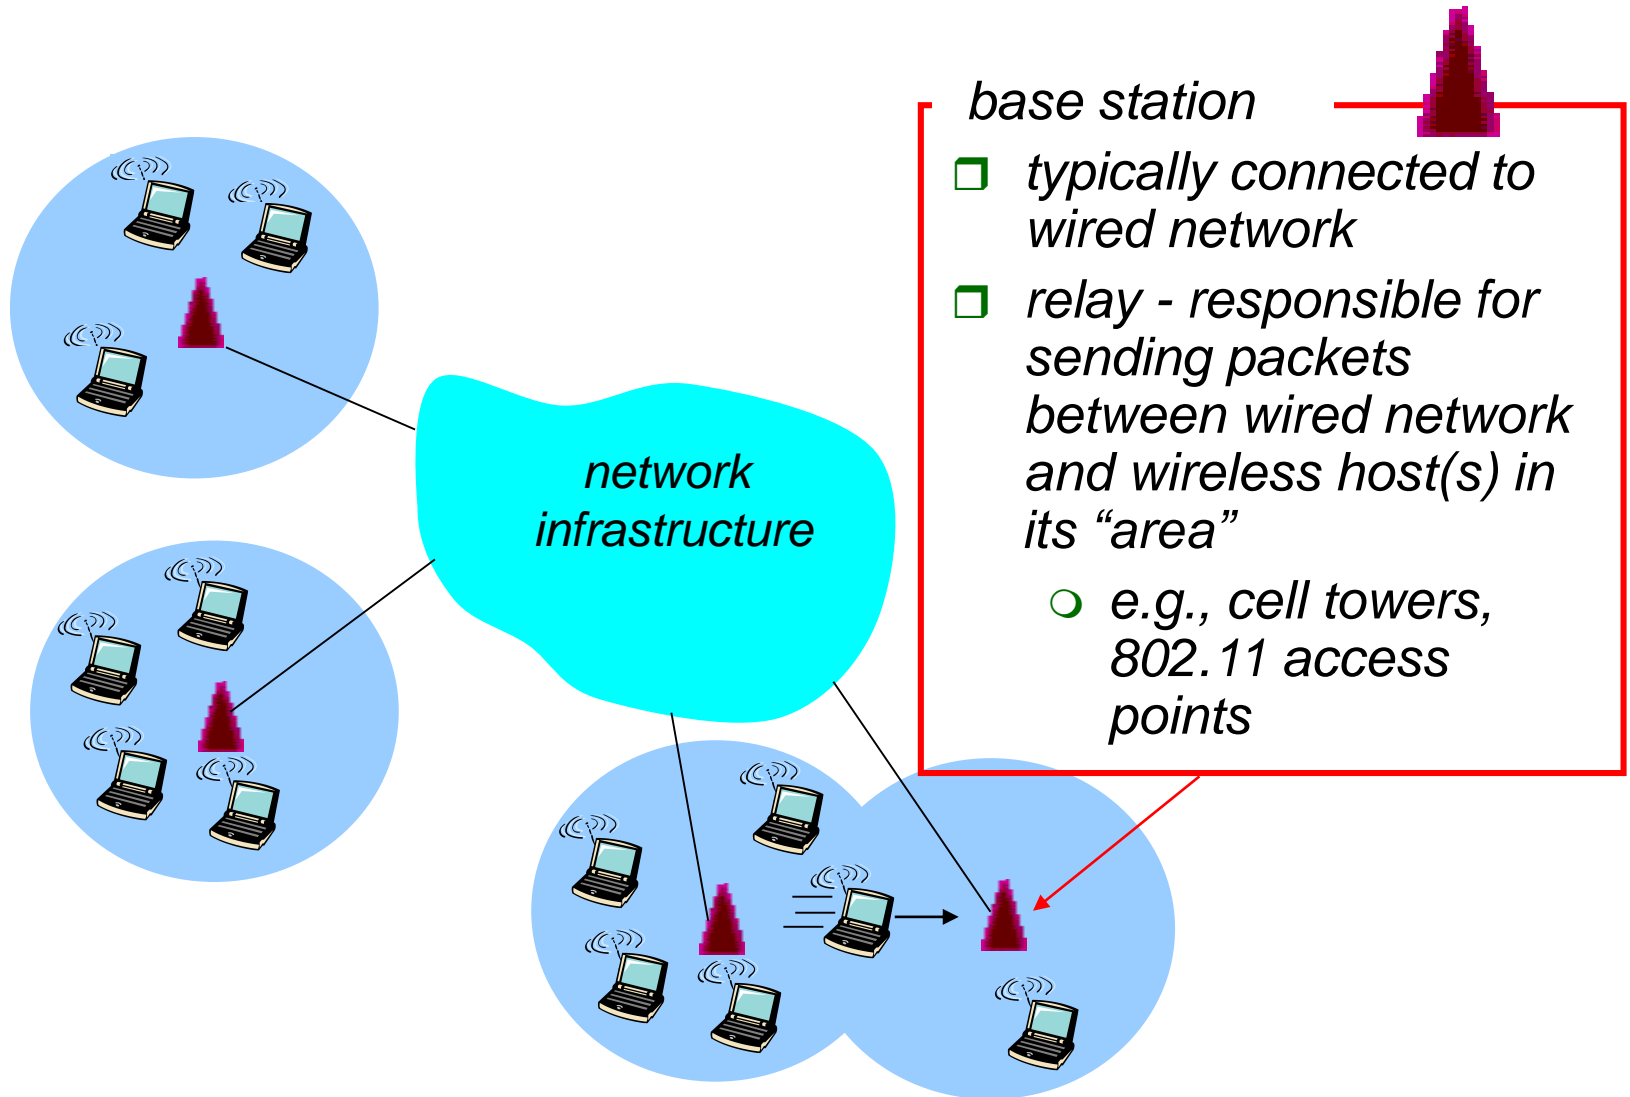 base station
❒ typically connected to
wired network
❒ relay - responsible for
sending packets
between wired network
and wireless host(s) in
its “area”
❍ e.g., cell towers,
802.11 access
points
network
infrastructure